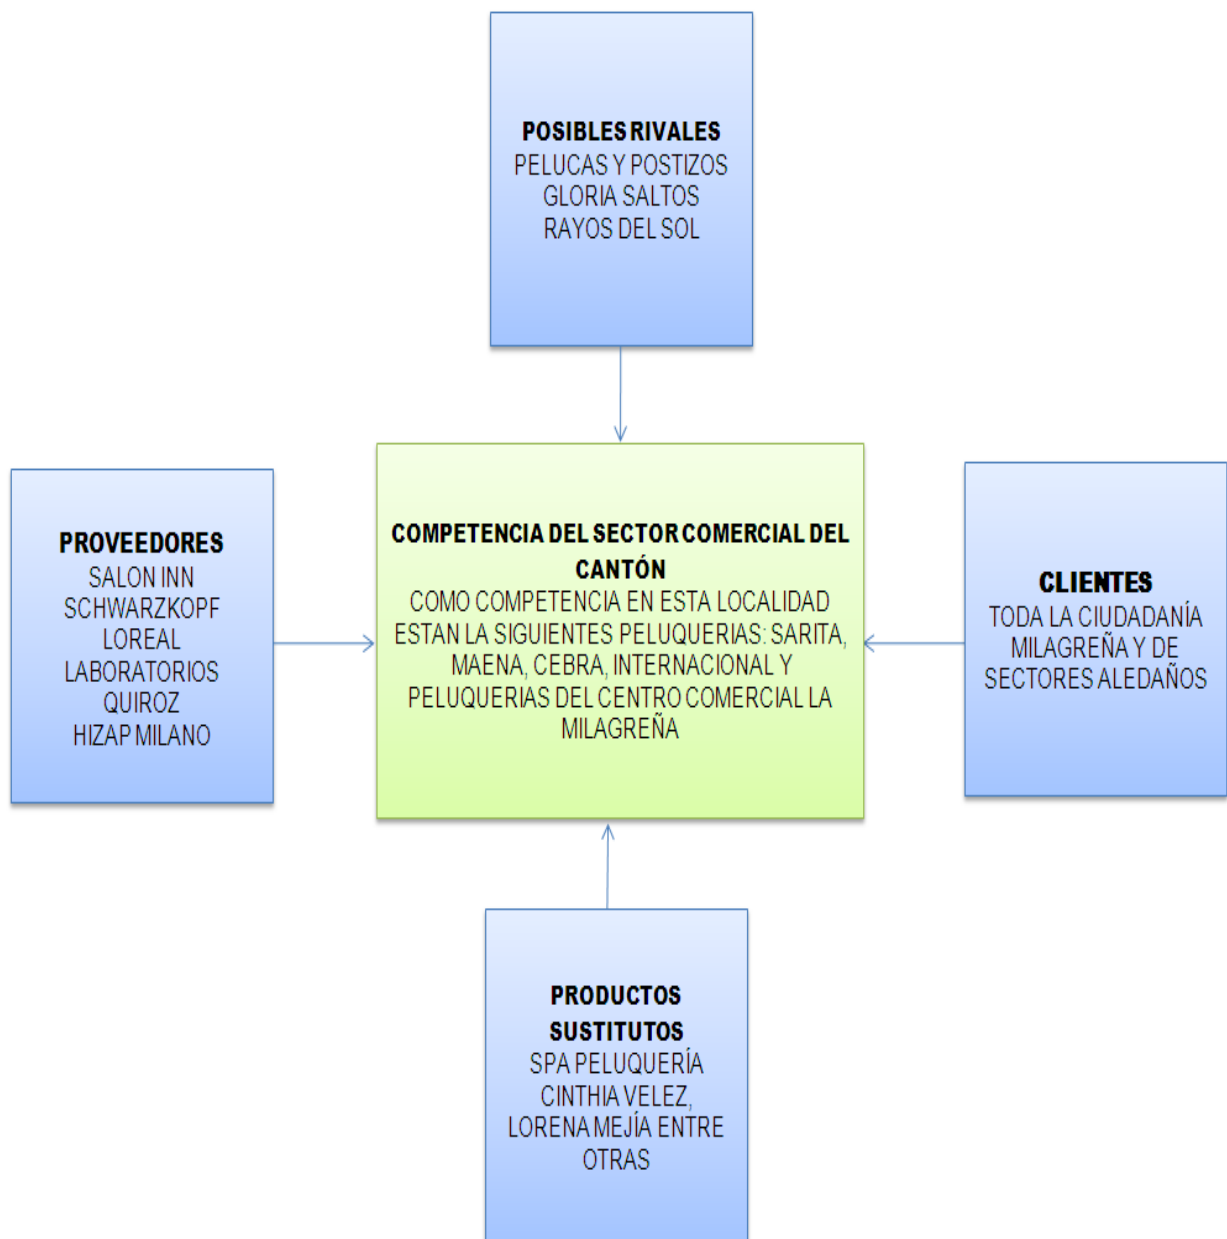 POSIBLES RIVALES
PELUCAS Y POSTIZOS
GLORIA SALTOS
RAYOS DEL SOL
PROVEEDORES
SALON INN
SCHWARZKOPF
LOREAL
LABORATORIOS
QUIROZ
HIZAP MILANO
COMPETENCIA DEL SECTOR COMERCIAL DEL
CANTÓN
COMO COMPETENCIA EN ESTA LOCALIDAD
ESTAN LA SIGUIENTES PELUQUERIAS: SARITA,
MAENA, CEBRA, INTERNACIONAL Y
PELUQUERIAS DEL CENTRO COMERCIAL LA
MILAGREÑA
CLIENTES
TODA LA CIUDADANÍA
MILAGREÑA Y DE
SECTORES ALEDAÑOS
PRODUCTOS
SUSTITUTOS
SPA PELUQUERÍA
CINTHIA VELEZ,
LORENA MEJÍA ENTRE
OTRAS